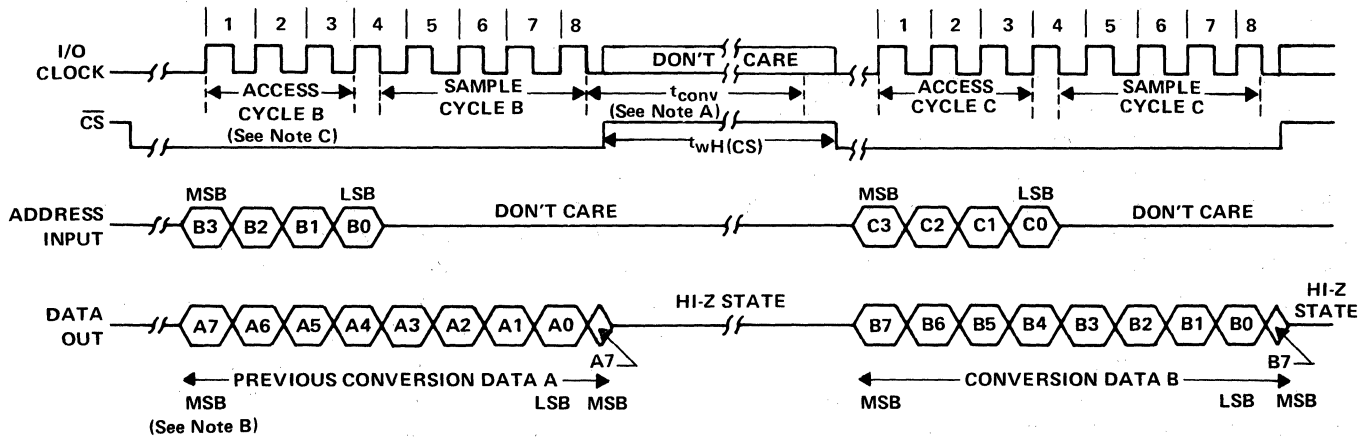 1 2 3 4 5 6 7 8 1 2 3 4 5 6 7 8
I/O CLOCK
DON'T CARE
ACCESS CYCLE B
(See Note C)
SAMPLE CYCLE B
tconv
(See Note A)
ACCESS CYCLE C
SAMPLE CYCLE C
CS
twH(CS)
MSB LSB MSB LSB
ADDRESS INPUT
B3 B2 B1 B0 DON'T CARE C3 C2 C1 C0 DON'T CARE
DATA OUT
A7 A6 A5 A4 A3 A2 A1 A0 HI-Z STATE B7 B6 B5 B4 B3 B2 B1 B0 HI-Z STATE
A7 B7
PREVIOUS CONVERSION DATA A CONVERSION DATA B
MSB LSB MSB MSB LSB MSB
(See Note B)